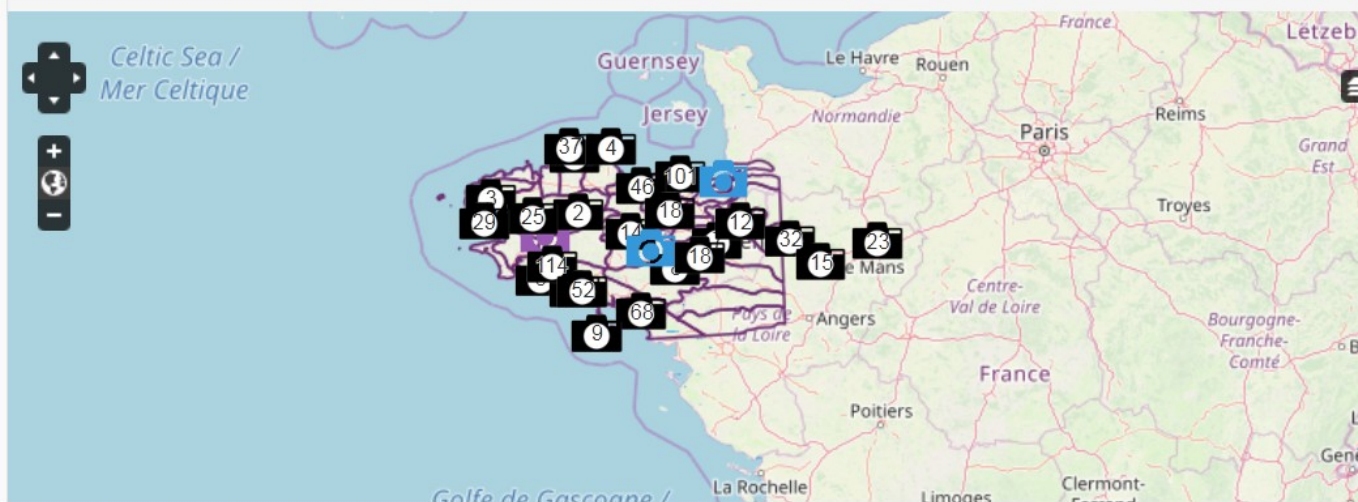 France
Lëtzeb
Celtic Sea /
Mer Celtique
Guernsey
Le Havre
Rouen
Jersey
Normandie
Reims
Paris
Grand
Est
37
4
+
101
46
3
2
18
25
29
12
14
Troyes
32
23
15
18
114
e Mans
52
Centre-
Val de Loire
68
9
Pays de
la Loire
Angers
Bourgogne-
Franche-
Comté
B
France
Poitiers
La Rochelle
Clermont-
Limoges
Golfe de Gascogne /
−